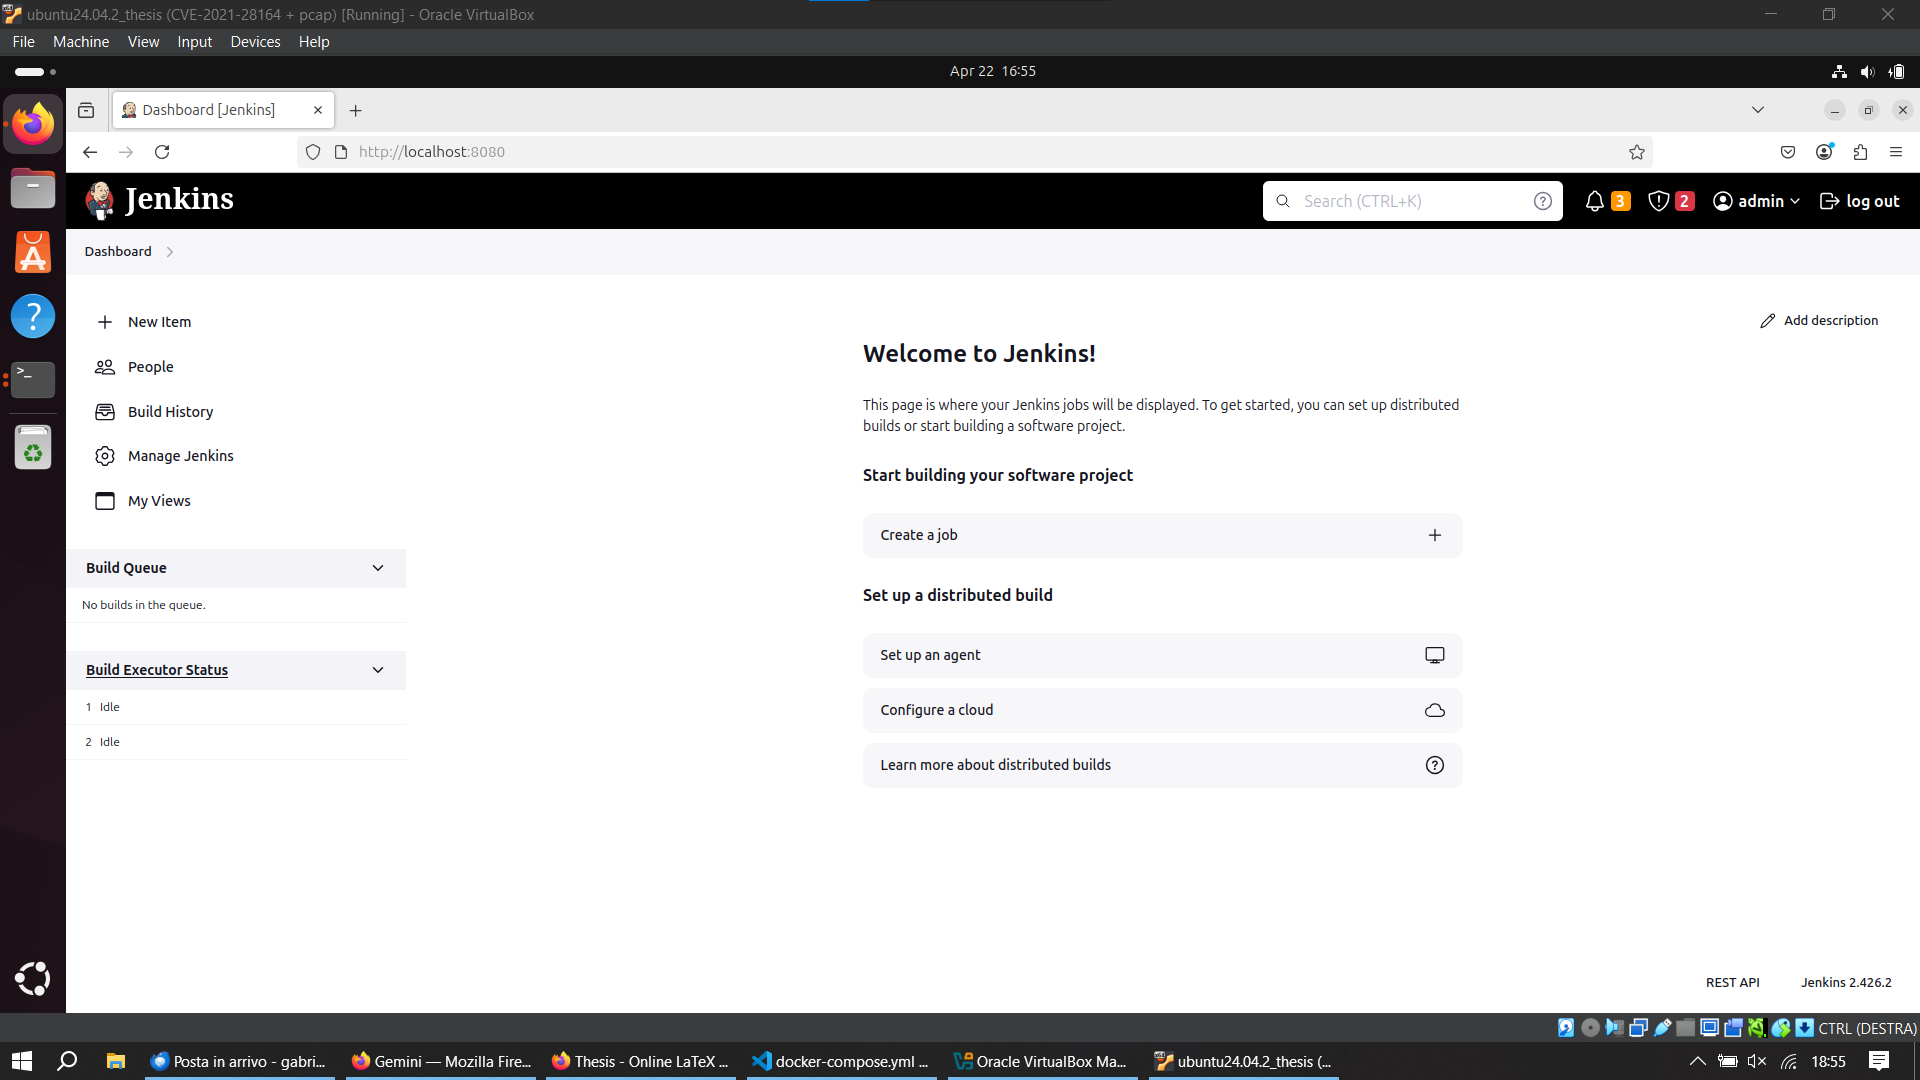 ubuntu24.04.2_thesis (CVE-2021-28164 + pcap) [Running] - Oracle VirtualBox
File Machine View Input Devices Help
Apr 22 16:55
Dashboard [Jenkins]
http://localhost:8080
Jenkins
Search (CTRL+K)
3
2
admin
log out
Dashboard
New Item
People
Build History
Manage Jenkins
My Views
Build Queue
No builds in the queue.
Build Executor Status
1 Idle
2 Idle
Add description
Welcome to Jenkins!
This page is where your Jenkins jobs will be displayed. To get started, you can set up distributed
builds or start building a software project.
Start building your software project
Create a job
Set up a distributed build
Set up an agent
Configure a cloud
Learn more about distributed builds
REST API
Jenkins 2.426.2
CTRL (DESTRA)
Posta in arrivo - gabri...
Gemini — Mozilla Fire...
Thesis - Online LaTeX ...
docker-compose.yml ...
Oracle VirtualBox Ma...
ubuntu24.04.2_thesis (...
18:55